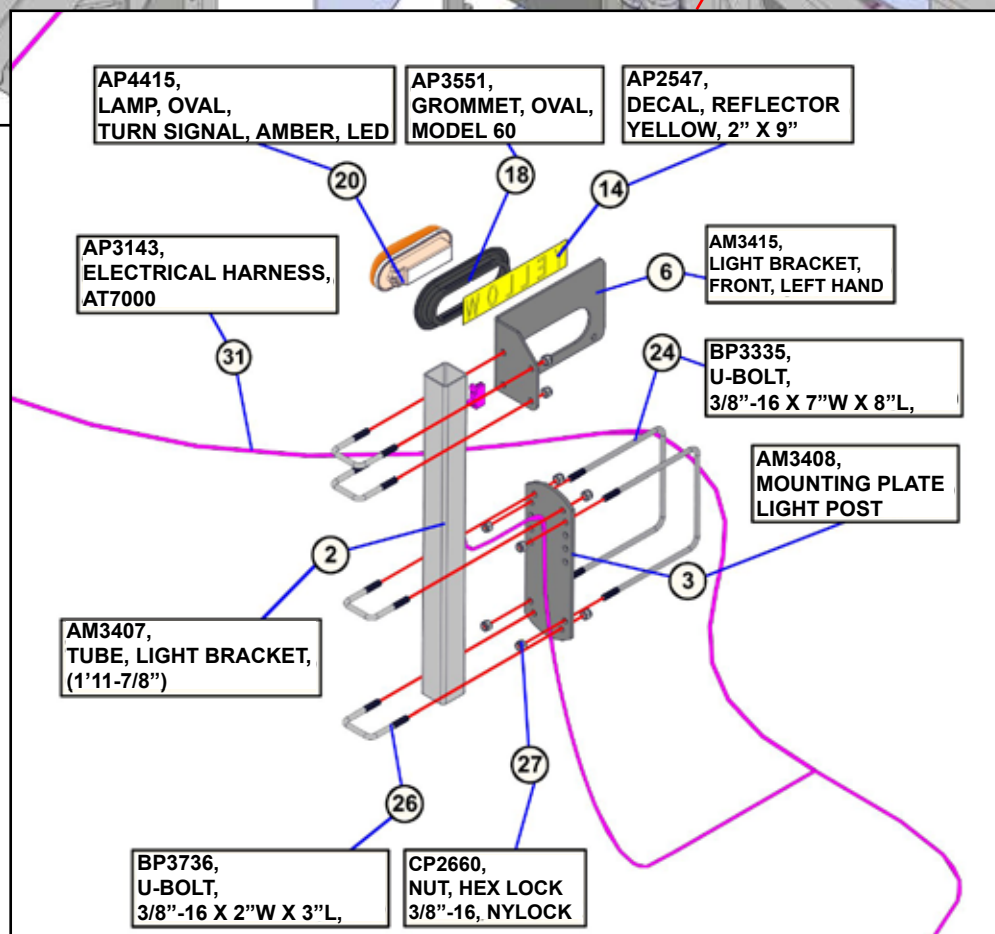 AP4415,
LAMP, OVAL,
TURN SIGNAL, AMBER, LED
AP3551,
GROMMET, OVAL,
MODEL 60
AP2547,
DECAL, REFLECTOR
YELLOW, 2” X 9”
20
18
14
YELLOW
AP3143,
ELECTRICAL HARNESS,
AT7000
AM3415,
LIGHT BRACKET,
FRONT, LEFT HAND
6
31
24
BP3335,
U-BOLT,
3/8”-16 X 7”W X 8”L,
AM3408,
MOUNTING PLATE
LIGHT POST
2
3
AM3407,
TUBE, LIGHT BRACKET,
(1’11-7/8”)
27
26
BP3736,
U-BOLT,
3/8”-16 X 2”W X 3”L,
CP2660,
NUT, HEX LOCK
3/8”-16, NYLOCK